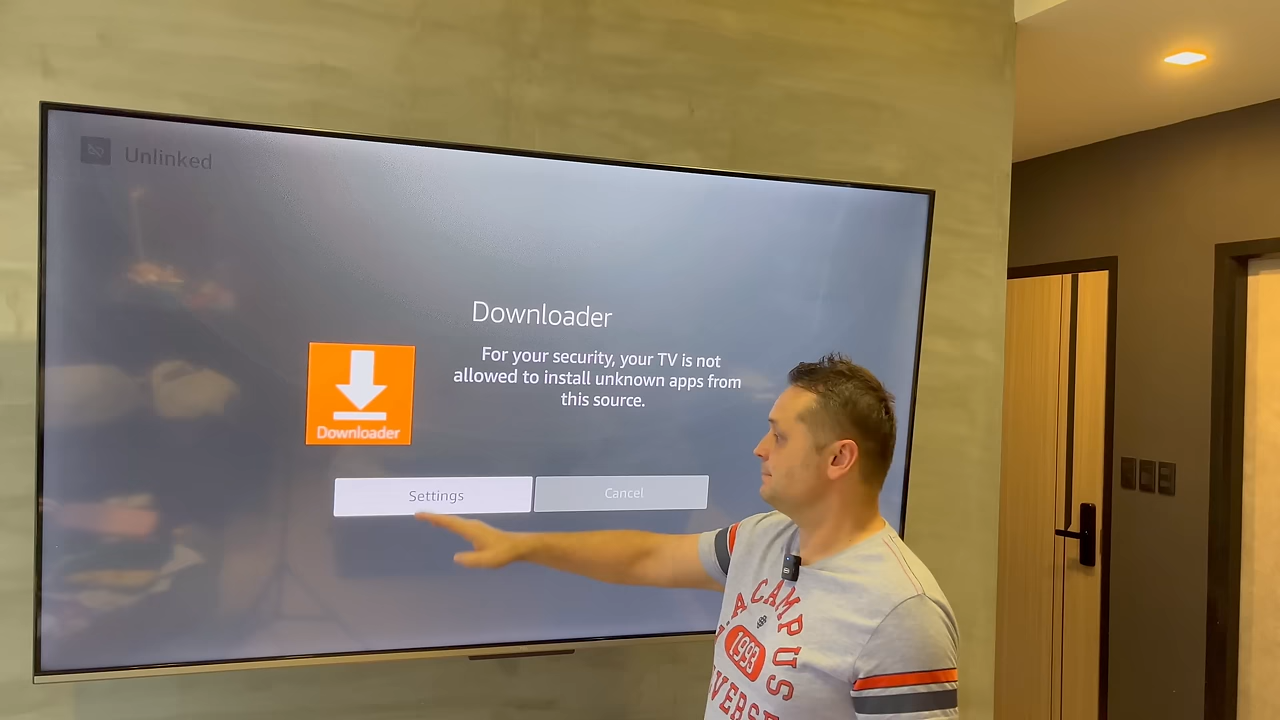 Unlinked
Downloader
For your security, your TV is not
allowed to install unknown apps from
this source.
Downloader
Settings
Cancel
A CAMPUS
1993